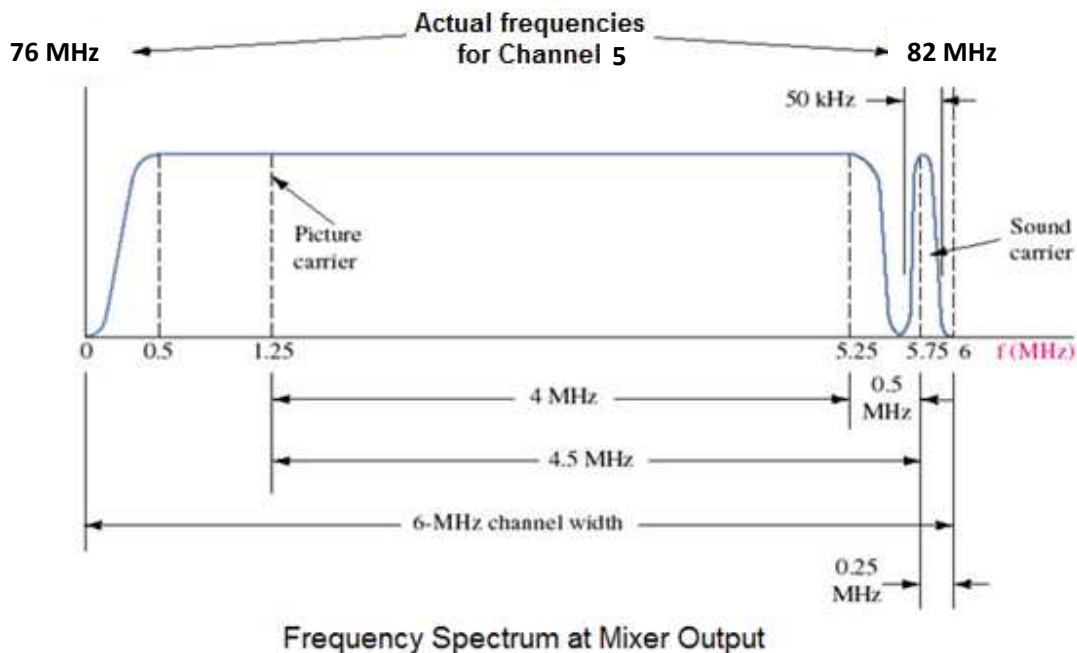 Actual frequencies
for Channel 5
76 MHz
82 MHz
50 kHz
Picture
carrier
Sound
carrier
0 0.5 1.25 5.25 5.75 6 f (MHz)
4 MHz
0.5
MHz
4.5 MHz
6-MHz channel width
0.25
MHz
Frequency Spectrum at Mixer Output